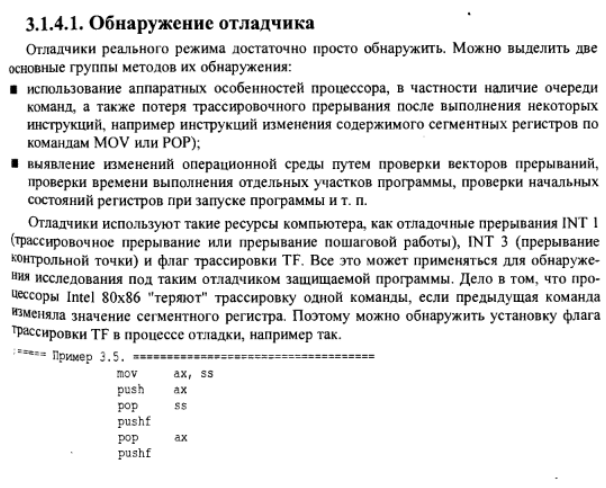 3.1.4.1. Обнаружение отладчика
Отладчики реального режима достаточно просто обнаружить. Можно выделить две
основные группы методов их обнаружения:
■ использование аппаратных особенностей процессора, в частности наличие очереди
команд, а также потеря трассировочного прерывания после выполнения некоторых
инструкций, например инструкций изменения содержимого сегментных регистров по
командам MOV или POP);
■ выявление изменений операционной среды путем проверки векторов прерываний,
проверки времени выполнения отдельных участков программы, проверки начальных
состояний регистров при запуске программы и т. п.
Отладчики используют такие ресурсы компьютера, как отладочные прерывания INT 1
(трассировочное прерывание или прерывание пошаговой работы), INT 3 (прерывание
контрольной точки) и флаг трассировки TF. Все это может применяться для обнаруже-
ния исследования под таким отладчиком защищаемой программы. Дело в том, что про-
цессоры Intel 80x86 "теряют" трассировку одной команды, если предыдущая команда
изменяла значение сегментного регистра. Поэтому можно обнаружить установку флага
трассировки TF в процессе отладки, например так.
;===== Пример 3.5. ====================================
mov ax, ss
push ax
pop ss
pushf
pop ax
pushf